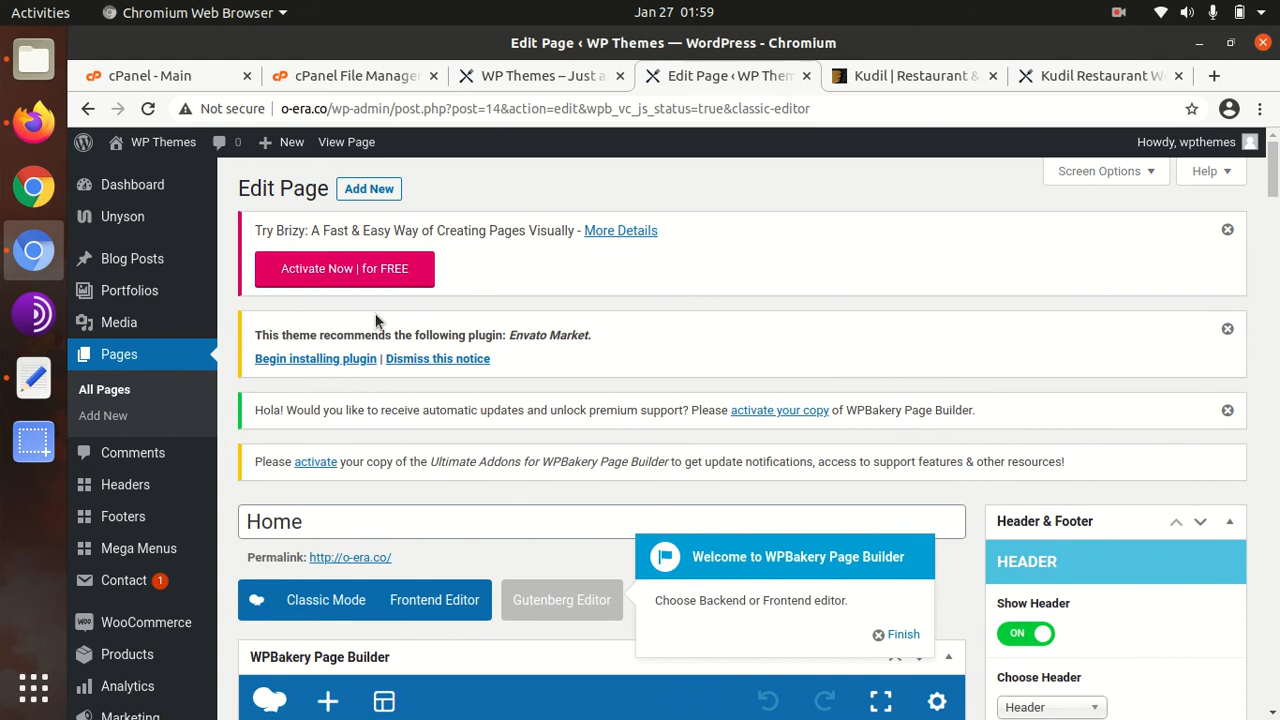 Activities
Chromium Web Browser
Jan 27 01:59
Edit Page ‹ WP Themes — WordPress - Chromium
cPanel - Main
cPanel File Manage
WP Themes – Just a
Edit Page ‹ WP Them
Kudil | Restaurant &
Kudil Restaurant W
Not secure
o-era.co/wp-admin/post.php?post=14&action=edit&wpb_vc_js_status=true&classic-editor
WP Themes
0
New
View Page
Howdy, wpthemes
Dashboard
Unyson
Blog Posts
Portfolios
Media
Pages
All Pages
Add New
Comments
Headers
Footers
Mega Menus
Contact 1
WooCommerce
Products
Analytics
Marketing
Screen Options
Help
Edit Page
Add New
Try Brizy: A Fast & Easy Way of Creating Pages Visually - More Details
Activate Now | for FREE
This theme recommends the following plugin: Envato Market.
Begin installing plugin | Dismiss this notice
Hola! Would you like to receive automatic updates and unlock premium support? Please activate your copy of WPBakery Page Builder.
Please activate your copy of the Ultimate Addons for WPBakery Page Builder to get update notifications, access to support features & other resources!
Home
Permalink: http://o-era.co/
Classic Mode
Frontend Editor
Gutenberg Editor
Welcome to WPBakery Page Builder
Choose Backend or Frontend editor.
Finish
WPBakery Page Builder
Header & Footer
HEADER
Show Header
ON
Choose Header
Header